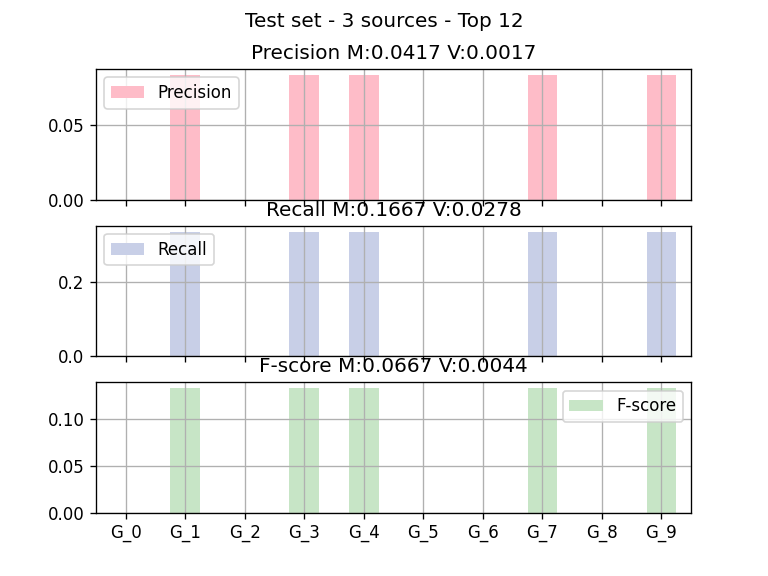 Test set - 3 sources - Top 12
Precision M:0.0417 V:0.0017
Precision
0.05
0.00
Recall M:0.1667 V:0.0278
Recall
0.2
0.0
F-score M:0.0667 V:0.0044
F-score
0.10
0.05
0.00
G_0 G_1 G_2 G_3 G_4 G_5 G_6 G_7 G_8 G_9